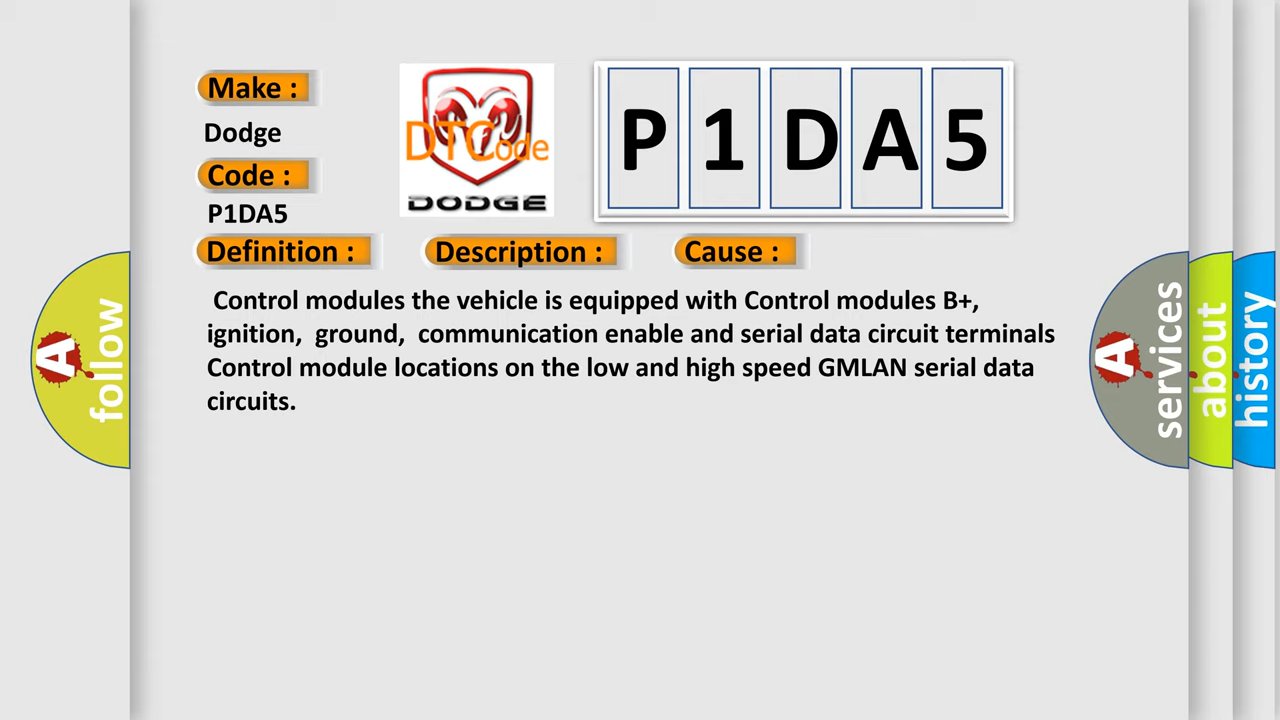 Make :
Dodge
Code :
P1DA5
DTCode
DODGE
P 1 D A 5
Definition :
Description :
Cause :
Control modules the vehicle is equipped with Control modules B+,
ignition, ground, communication enable and serial data circuit terminals
Control module locations on the low and high speed GMLAN serial data
circuits.
A
follow
A
services
about
history